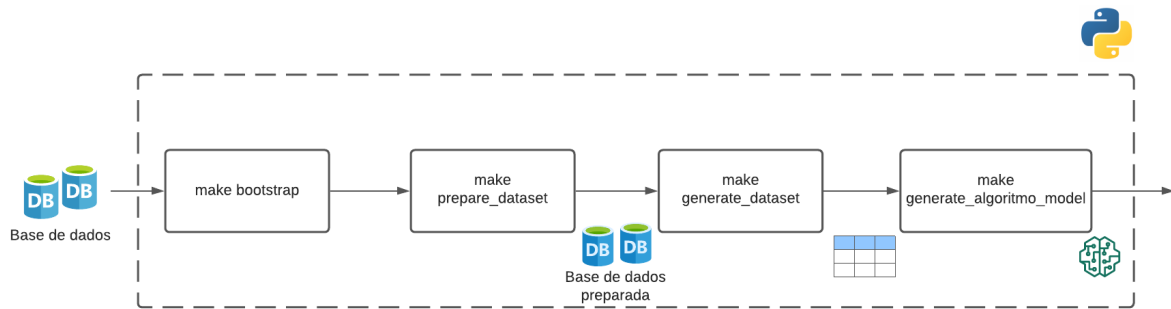 DB
DB
Base de dados
make bootstrap
make
prepare_dataset
DB
DB
Base de dados
preparada
make
generate_dataset
make
generate_algoritmo_model